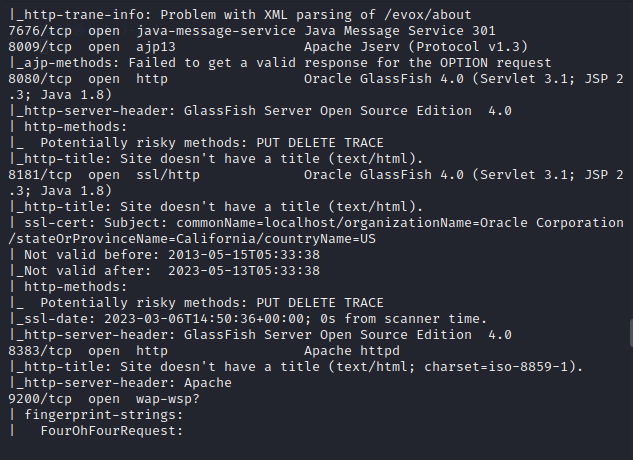 |_http-trane-info: Problem with XML parsing of /evox/about
7676/tcp  open  java-message-service Java Message Service 301
8009/tcp  open  ajp13                Apache Jserv (Protocol v1.3)
|_ajp-methods: Failed to get a valid response for the OPTION request
8080/tcp  open  http                 Oracle GlassFish 4.0 (Servlet 3.1; JSP 2
.3; Java 1.8)
|_http-server-header: GlassFish Server Open Source Edition  4.0
| http-methods:
|_  Potentially risky methods: PUT DELETE TRACE
|_http-title: Site doesn't have a title (text/html).
8181/tcp  open  ssl/http             Oracle GlassFish 4.0 (Servlet 3.1; JSP 2
.3; Java 1.8)
|_http-title: Site doesn't have a title (text/html).
| ssl-cert: Subject: commonName=localhost/organizationName=Oracle Corporation
/stateOrProvinceName=California/countryName=US
| Not valid before: 2013-05-15T05:33:38
|_Not valid after:  2023-05-13T05:33:38
| http-methods:
|_  Potentially risky methods: PUT DELETE TRACE
|_ssl-date: 2023-03-06T14:50:36+00:00; 0s from scanner time.
|_http-server-header: GlassFish Server Open Source Edition  4.0
8383/tcp  open  http                 Apache httpd
|_http-title: Site doesn't have a title (text/html; charset=iso-8859-1).
|_http-server-header: Apache
9200/tcp  open  wap-wsp?
| fingerprint-strings:
|   FourOhFourRequest: